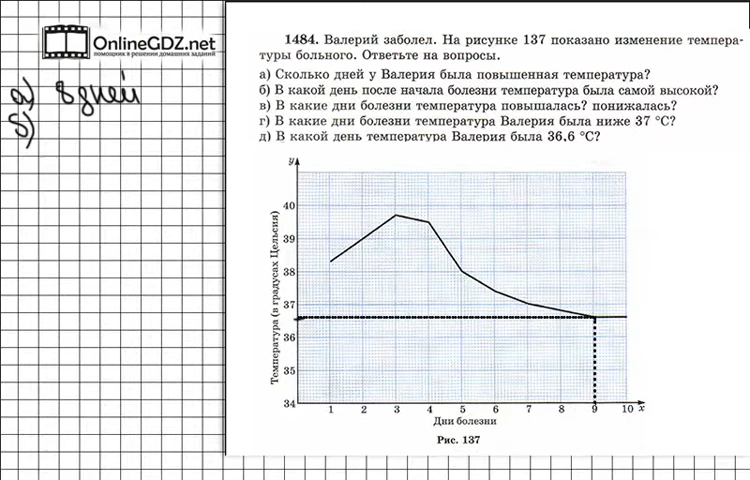 OnlineGDZ.net
помощник в решении домашних заданий
а) 8 дней
б)
1484. Валерий заболел. На рисунке 137 показано изменение темпера-
туры больного. Ответьте на вопросы.
а) Сколько дней у Валерия была повышенная температура?
б) В какой день после начала болезни температура была самой высокой?
в) В какие дни болезни температура повышалась? понижалась?
г) В какие дни болезни температура Валерия была ниже 37 °C?
д) В какой день температура Валерия была 36,6 °C?
y
Температура (в градусах Цельсия)
40
39
38
37
36
35
34
1 2 3 4 5 6 7 8 9 10 x
Дни болезни
Рис. 137